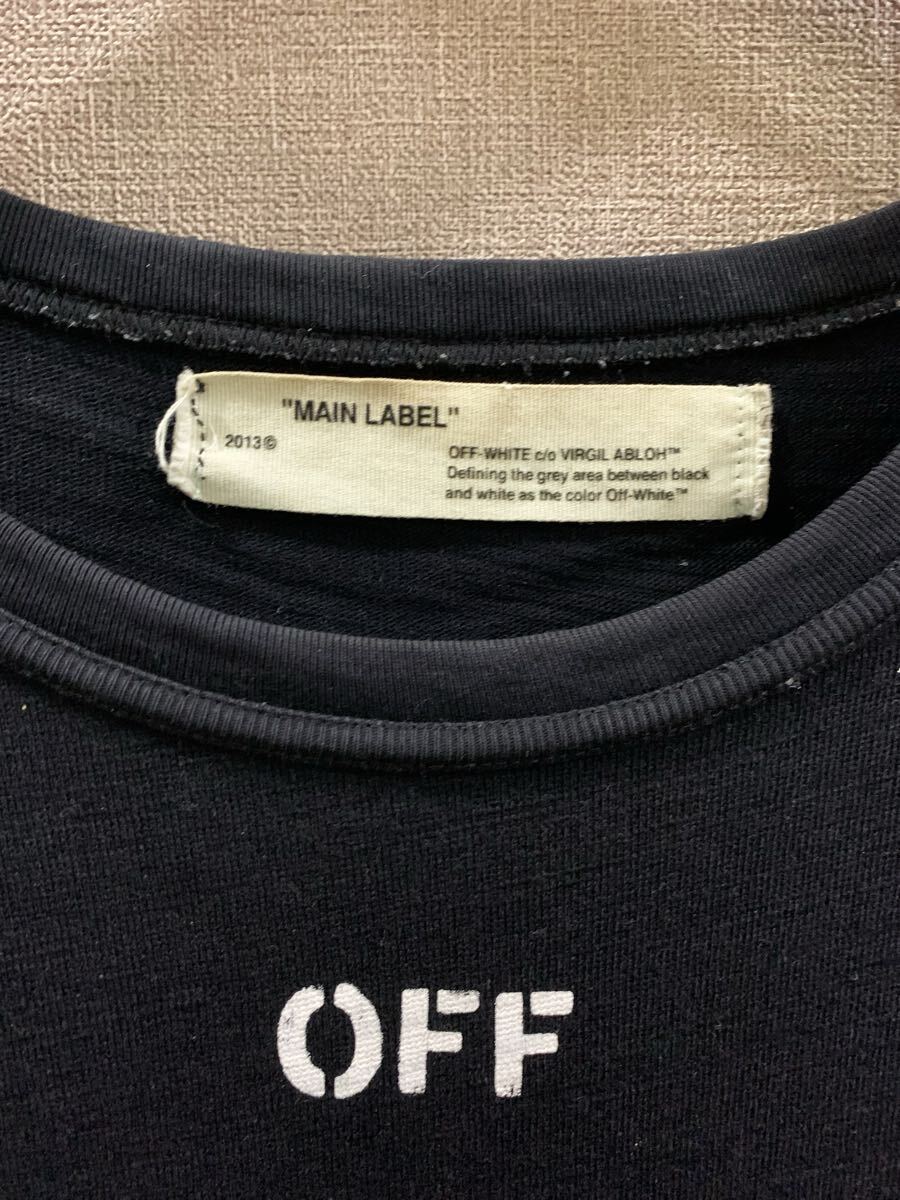 "MAIN LABEL"
2013©
OFF-WHITE c/o VIRGIL ABLOH™
Defining the grey area between black
and white as the color Off-White™
OFF